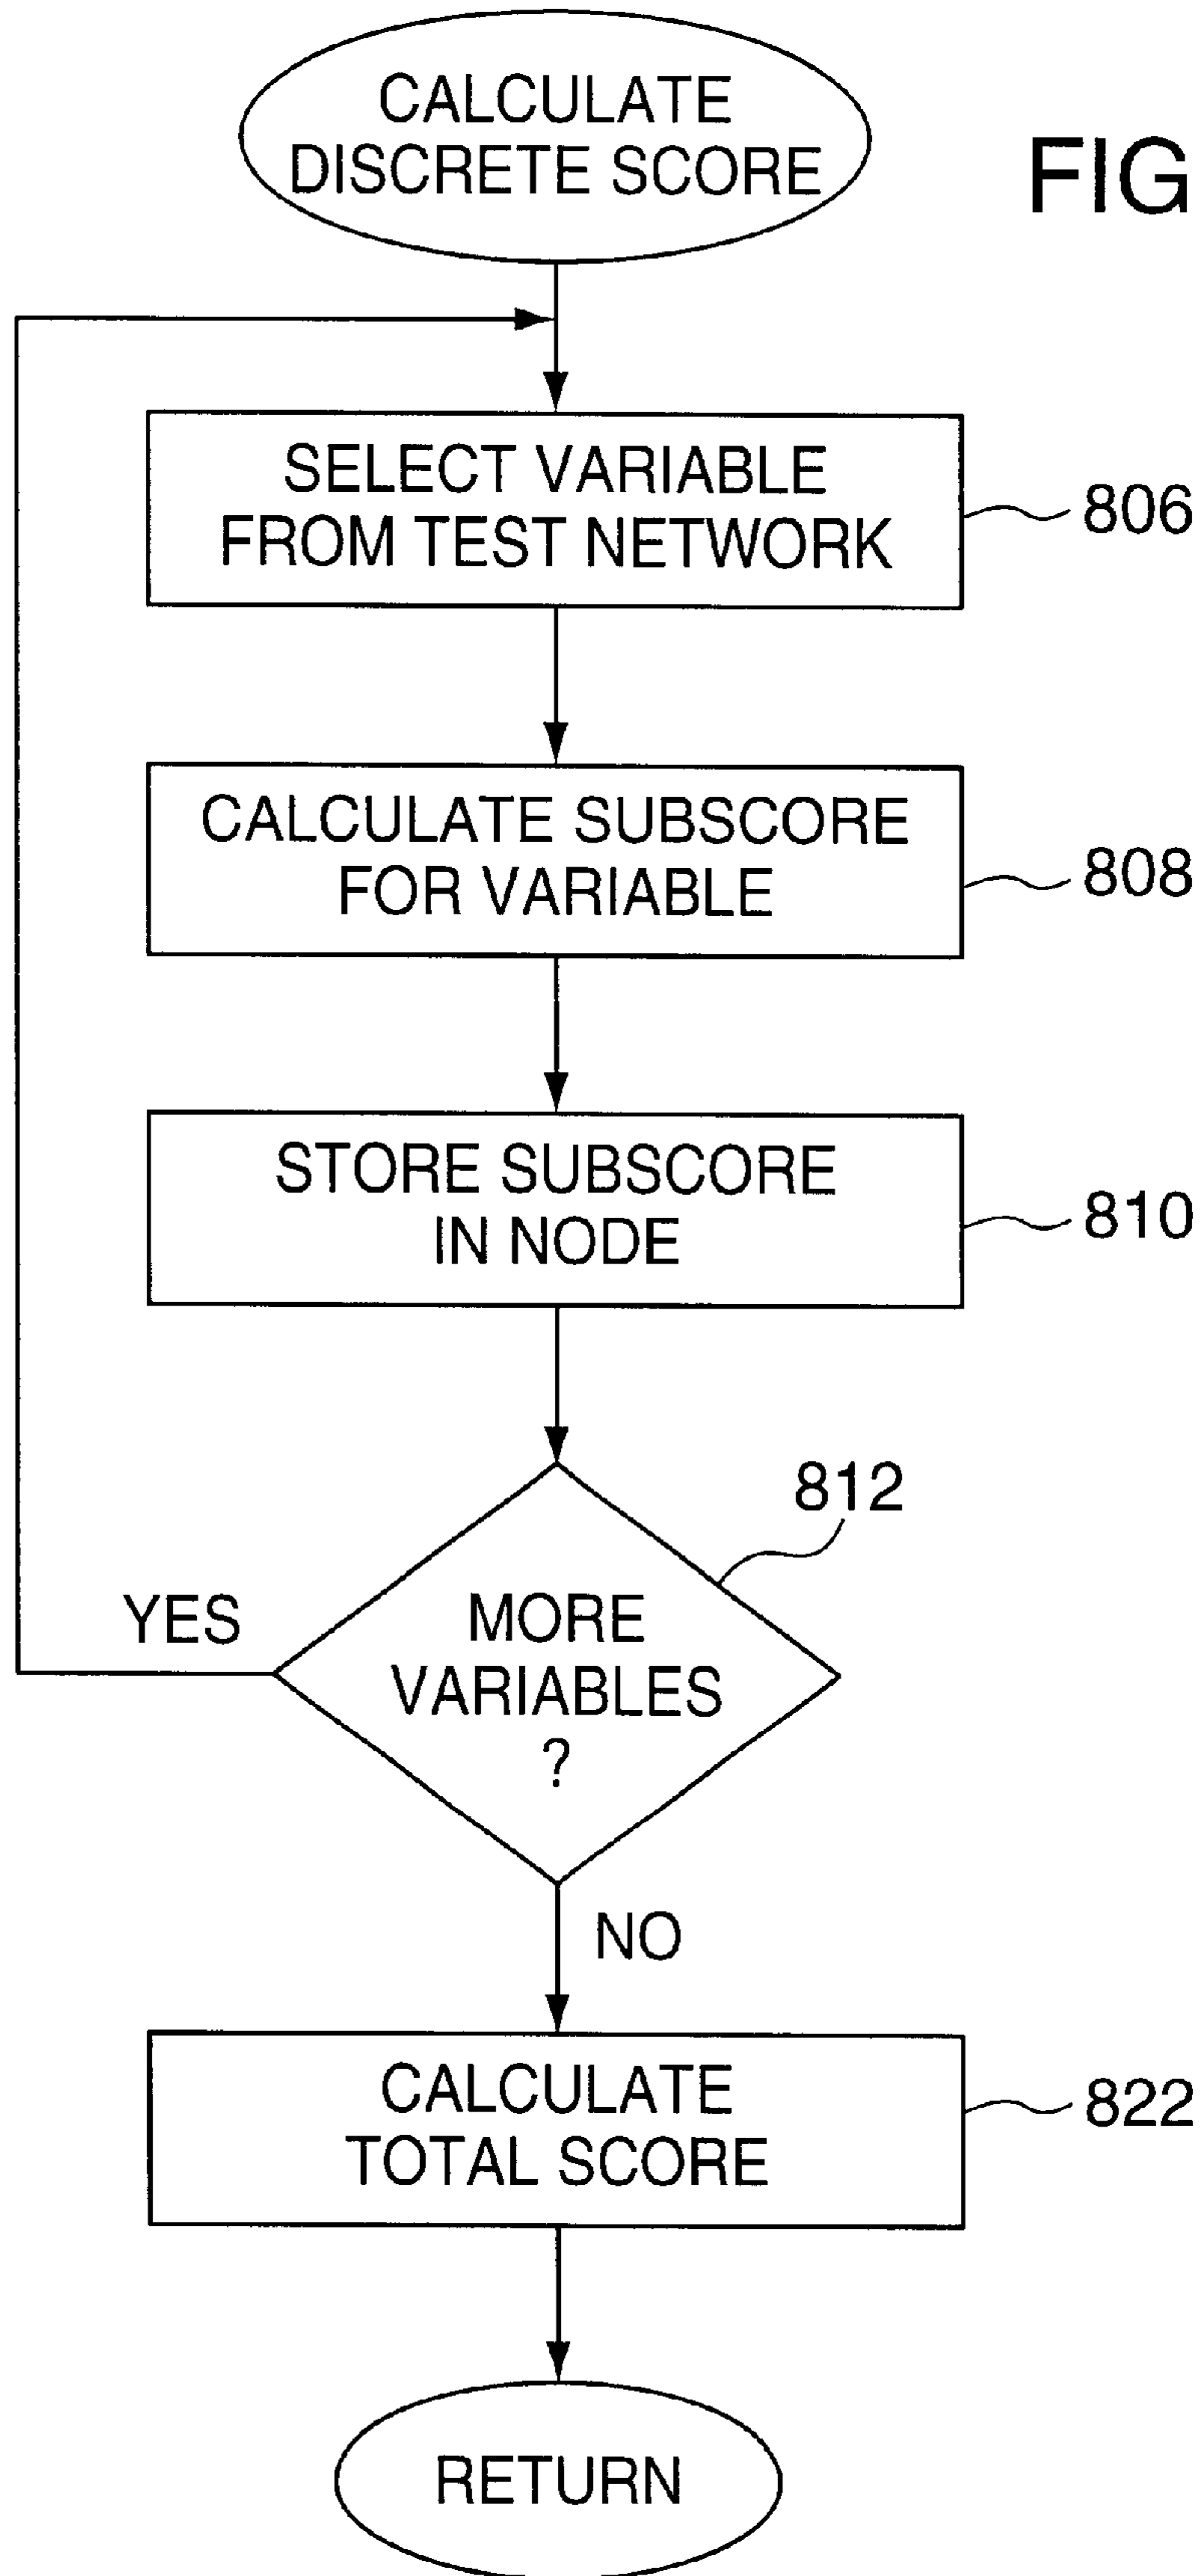 CALCULATE
DISCRETE SCORE
FIG
SELECT VARIABLE
FROM TEST NETWORK
806
CALCULATE SUBSCORE
FOR VARIABLE
808
STORE SUBSCORE
IN NODE
810
812
YES
MORE
VARIABLES
?
NO
CALCULATE
TOTAL SCORE
822
RETURN